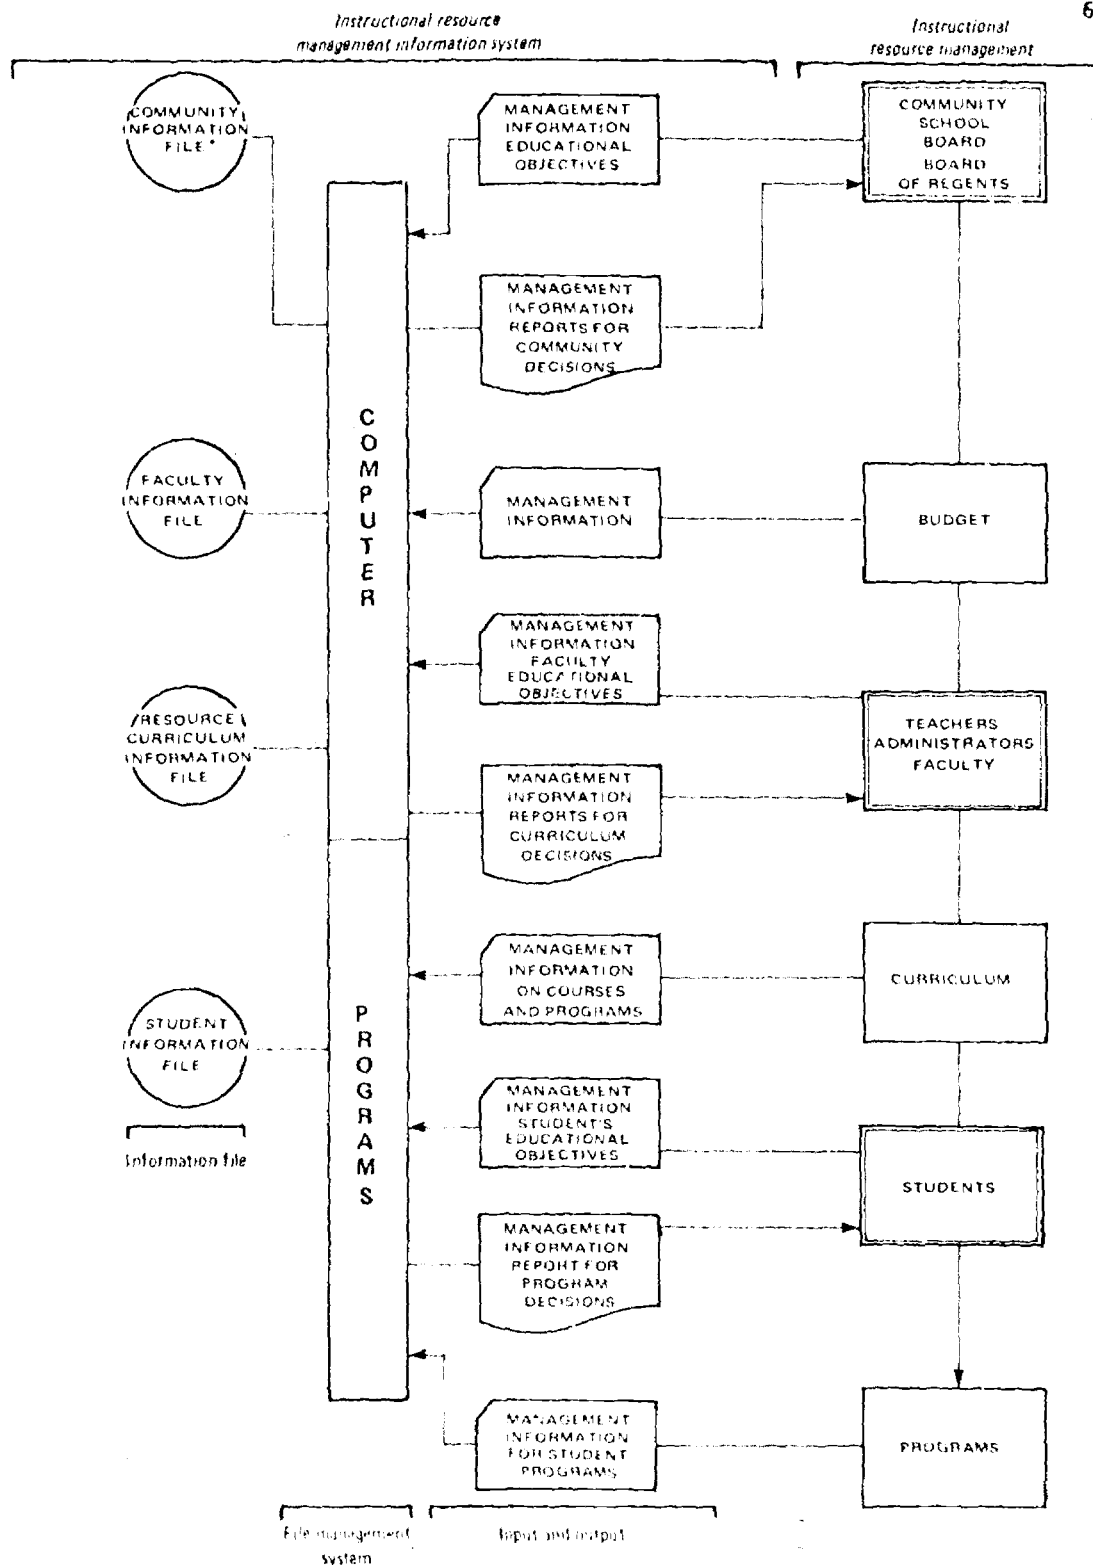 6
Instructional resource
management information system
Instructional
resource management
COMMUNITY
INFORMATION
FILE*
MANAGEMENT
INFORMATION
EDUCATIONAL
OBJECTIVES
COMMUNITY
SCHOOL
BOARD
BOARD
OF REGENTS
MANAGEMENT
INFORMATION
REPORTS FOR
COMMUNITY
DECISIONS
COMPUTER
FACULTY
INFORMATION
FILE
MANAGEMENT
INFORMATION
BUDGET
MANAGEMENT
INFORMATION
FACULTY
EDUCATIONAL
OBJECTIVES
RESOURCE
CURRICULUM
INFORMATION
FILE
TEACHERS
ADMINISTRATORS
FACULTY
MANAGEMENT
INFORMATION
REPORTS FOR
CURRICULUM
DECISIONS
MANAGEMENT
INFORMATION
ON COURSES
AND PROGRAMS
CURRICULUM
PROGRAMS
STUDENT
INFORMATION
FILE
MANAGEMENT
INFORMATION
STUDENT'S
EDUCATIONAL
OBJECTIVES
Information file
STUDENTS
MANAGEMENT
INFORMATION
REPORT FOR
PROGRAM
DECISIONS
MANAGEMENT
INFORMATION
FOR STUDENT
PROGRAMS
PROGRAMS
File management
system
Input and output